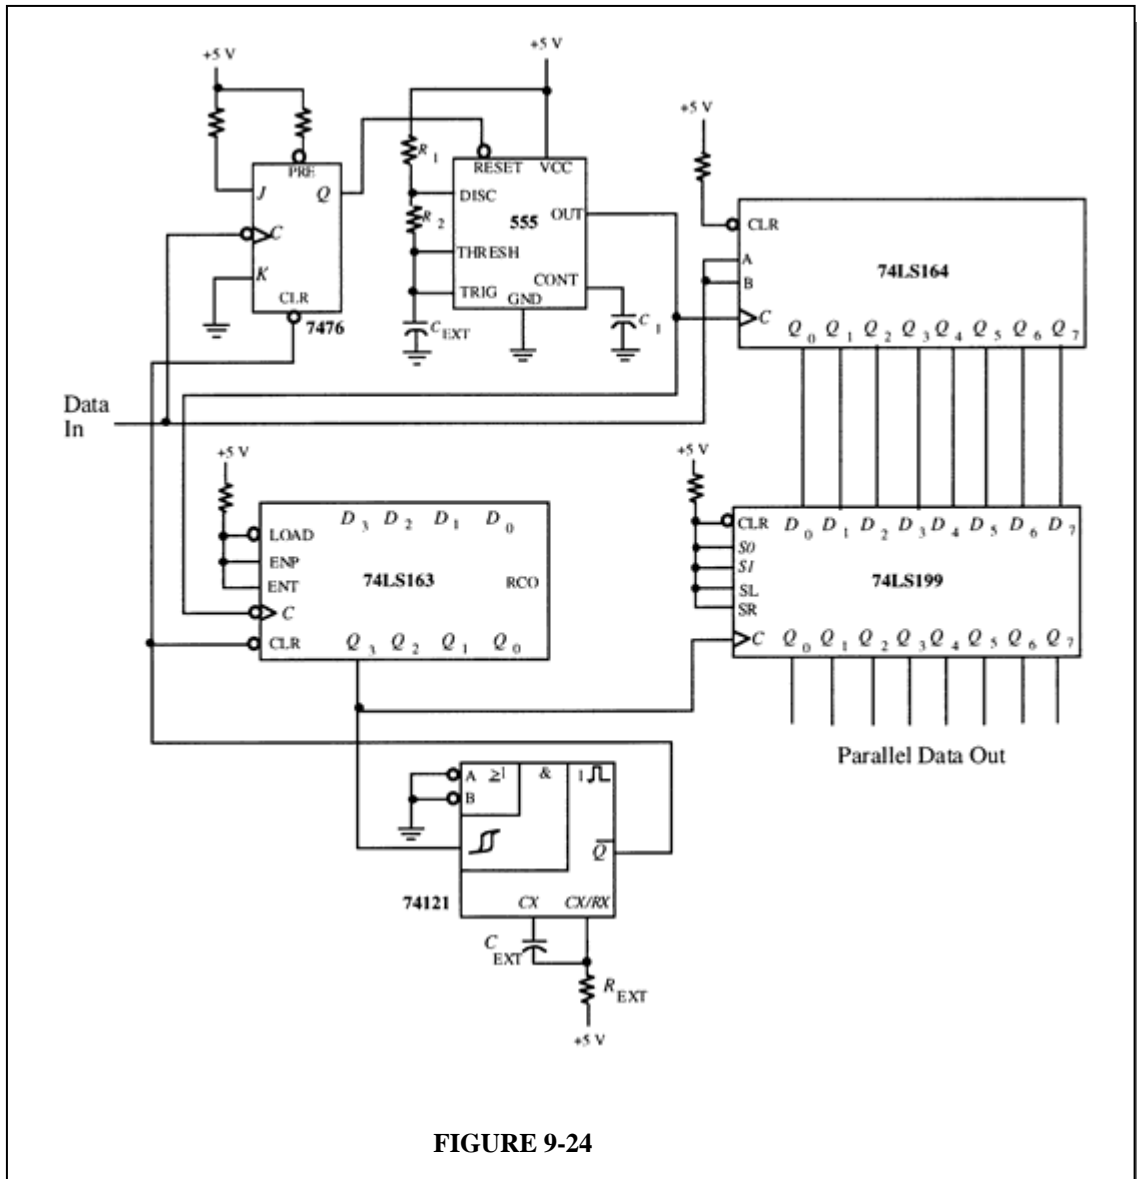 +5 V
+5 V
+5 V
R1
PRE
J
Q
C
K
CLR
7476
RESET
VCC
DISC
R2
555
OUT
THRESH
CONT
TRIG
GND
CEXT
C1
CLR
A
B
74LS164
C
Q0 Q1 Q2 Q3 Q4 Q5 Q6 Q7
Data
In
+5 V
+5 V
LOAD
D3 D2 D1 D0
ENP
ENT
74LS163
RCO
C
CLR
Q3 Q2 Q1 Q0
CLR
D0 D1 D2 D3 D4 D5 D6 D7
S0
S1
74LS199
SL
SR
C
Q0 Q1 Q2 Q3 Q4 Q5 Q6 Q7
Parallel Data Out
A
≥1
&
1
B
Q̅
74121
CX
CX/RX
CEXT
REXT
+5 V
FIGURE 9-24